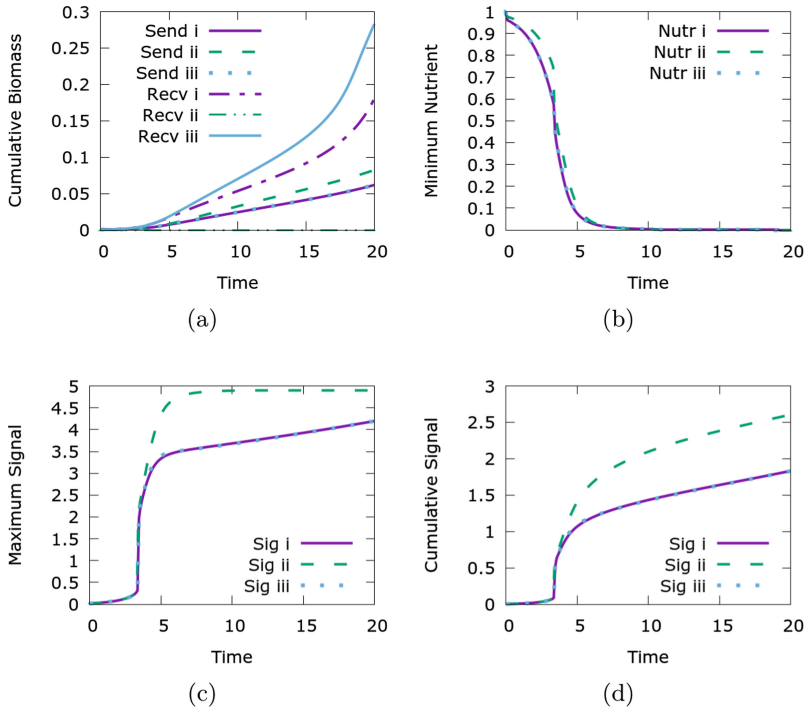 Cumulative Biomass
0.3
0.25
0.2
0.15
0.1
0.05
0
Send i
Send ii
Send iii
Recv i
Recv ii
Recv iii
0 5 10 15 20
Time
(a)
Minimum Nutrient
1
0.9
0.8
0.7
0.6
0.5
0.4
0.3
0.2
0.1
0
Nutr i
Nutr ii
Nutr iii
0 5 10 15 20
Time
(b)
Maximum Signal
5
4.5
4
3.5
3
2.5
2
1.5
1
0.5
0
Sig i
Sig ii
Sig iii
0 5 10 15 20
Time
(c)
Cumulative Signal
3
2.5
2
1.5
1
0.5
0
Sig i
Sig ii
Sig iii
0 5 10 15 20
Time
(d)